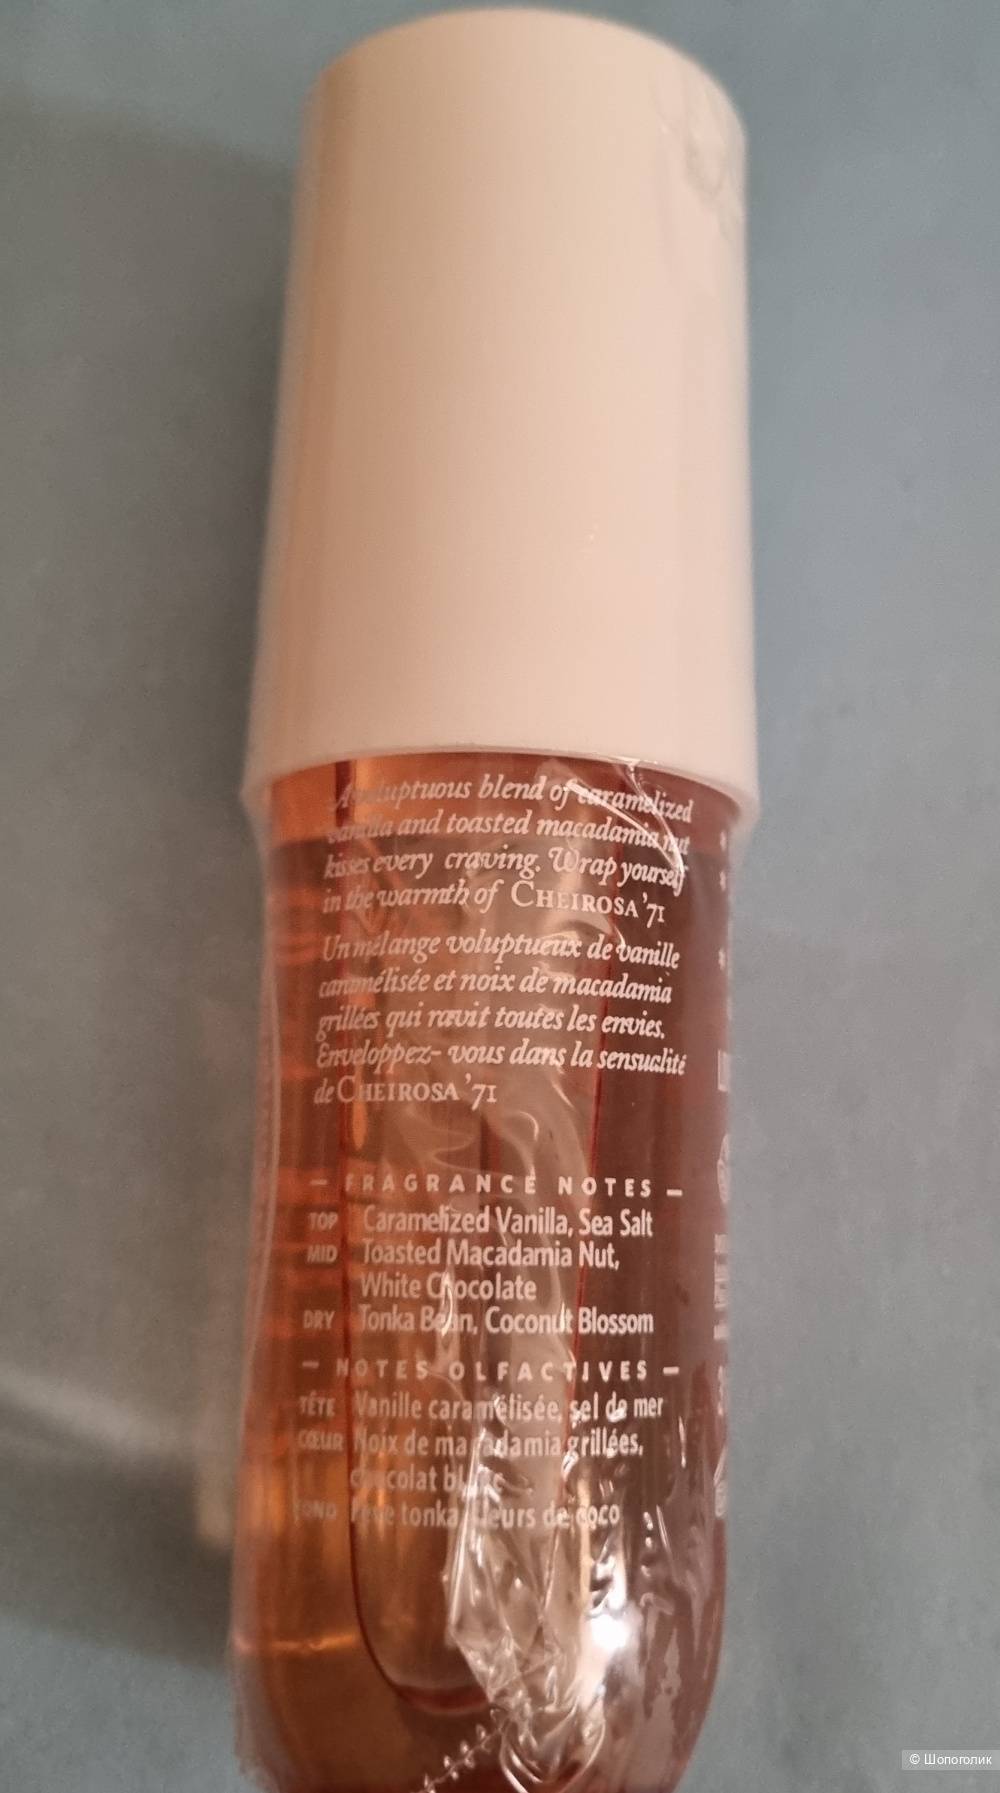 A voluptuous blend of caramelized
vanilla and toasted macadamia nut
kisses every craving. Wrap yourself
in the warmth of CHEIROSA '71
Un mélange voluptueux de vanille
caramélisée et noix de macadamia
grillées qui ravit toutes les envies.
Enveloppez- vous dans la sensualité
de CHEIROSA '71
— FRAGRANCE NOTES —
TOP Caramelized Vanilla, Sea Salt
MID Toasted Macadamia Nut,
White Chocolate
DRY Tonka Bean, Coconut Blossom
— NOTES OLFACTIVES —
TÊTE Vanille caramélisée, sel de mer
CŒUR Noix de macadamia grillées,
chocolat blanc
FOND Fève tonka, fleurs de coco
© Шопоголик